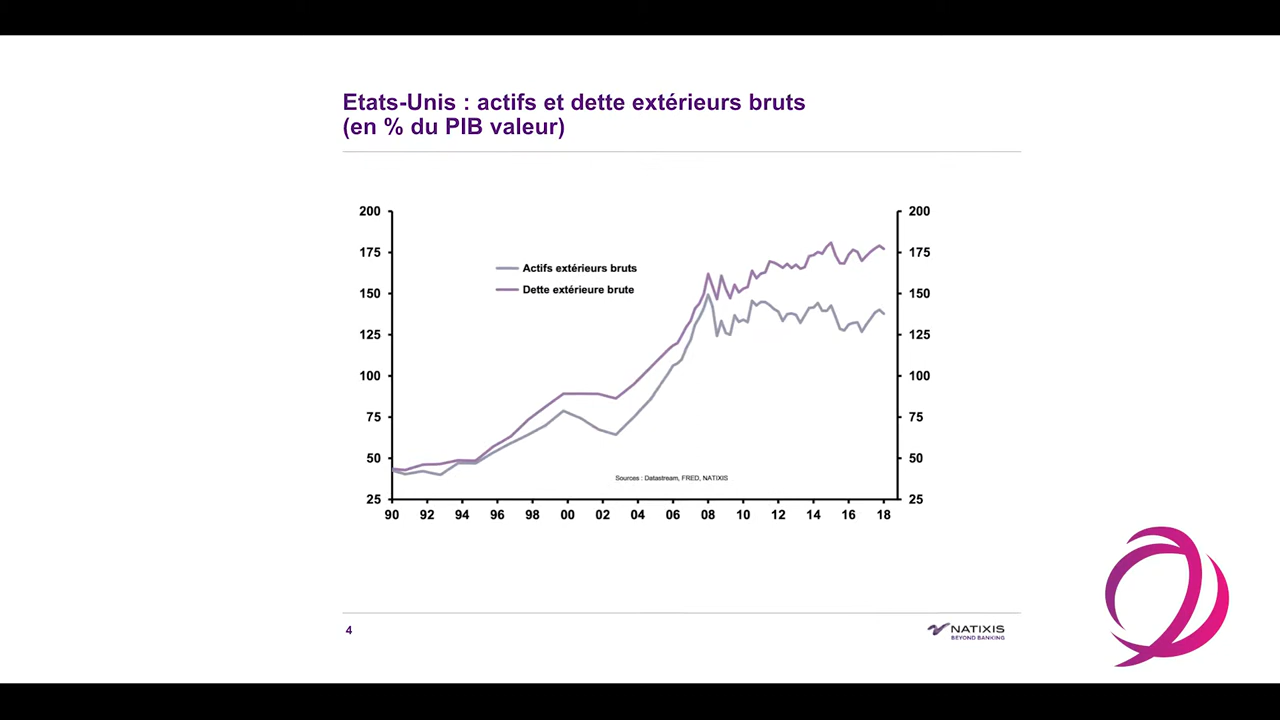 Etats-Unis : actifs et dette extérieurs bruts
(en % du PIB valeur)
200 200
175 175
Actifs extérieurs bruts
Dette extérieure brute
150 150
125 125
100 100
75 75
50 50
Sources : Datastream, FRED, NATIXIS
25 25
90 92 94 96 98 00 02 04 06 08 10 12 14 16 18
4
NATIXIS
BEYOND BANKING